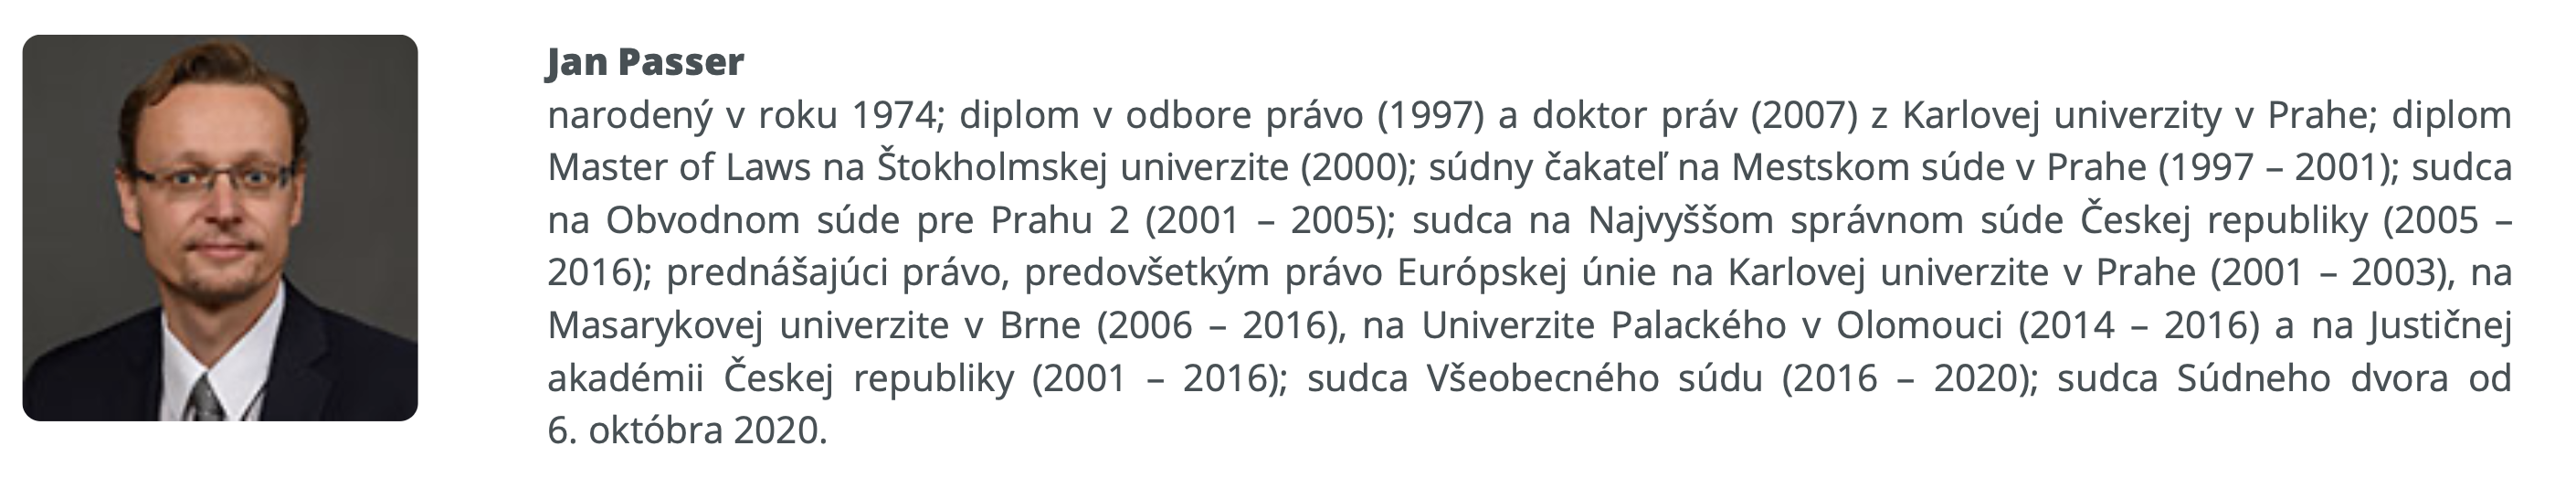 Jan Passer
narodený v roku 1974; diplom v odbore právo (1997) a doktor práv (2007) z Karlovej univerzity v Prahe; diplom
Master of Laws na Štokholmskej univerzite (2000); súdny čakateľ na Mestskom súde v Prahe (1997 – 2001); sudca
na Obvodnom súde pre Prahu 2 (2001 – 2005); sudca na Najvyššom správnom súde Českej republiky (2005 –
2016); prednášajúci právo, predovšetkým právo Európskej únie na Karlovej univerzite v Prahe (2001 – 2003), na
Masarykovej univerzite v Brne (2006 – 2016), na Univerzite Palackého v Olomouci (2014 – 2016) a na Justičnej
akadémii Českej republiky (2001 – 2016); sudca Všeobecného súdu (2016 – 2020); sudca Súdneho dvora od
6. októbra 2020.